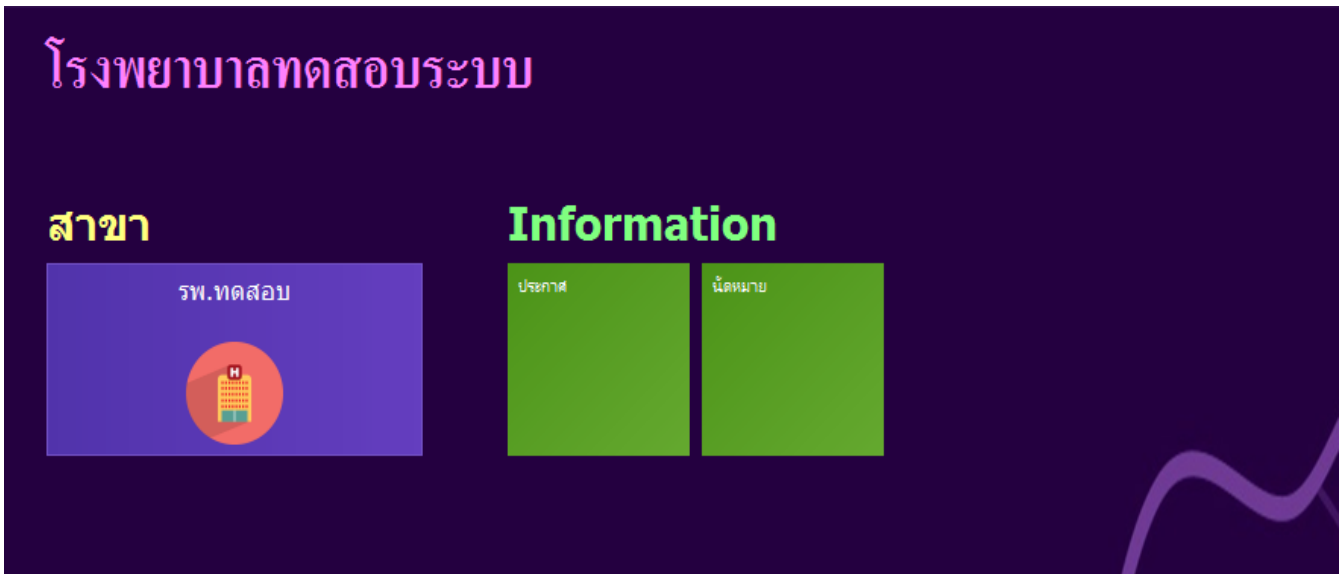 โรงพยาบาลทดสอบระบบ
สาขา
รพ.ทดสอบ
H
Information
ประกาศ
นัดหมาย